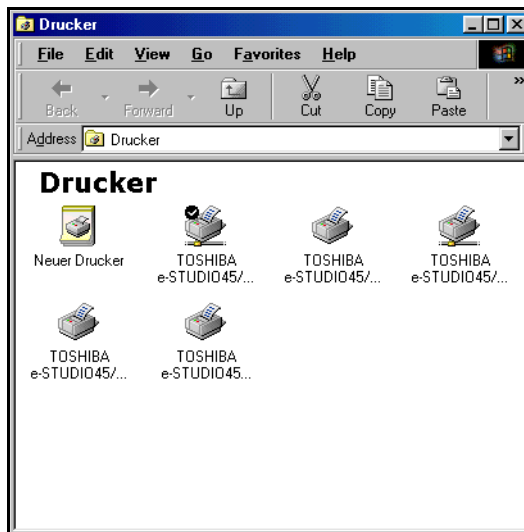 Drucker
File Edit View Go Favorites Help
Back Forward Up Cut Copy Paste »
Address Drucker
Drucker
Neuer Drucker
TOSHIBA
e-STUDIO45/...
TOSHIBA
e-STUDIO45/...
TOSHIBA
e-STUDIO45/...
TOSHIBA
e-STUDIO45/...
TOSHIBA
e-STUDIO45...